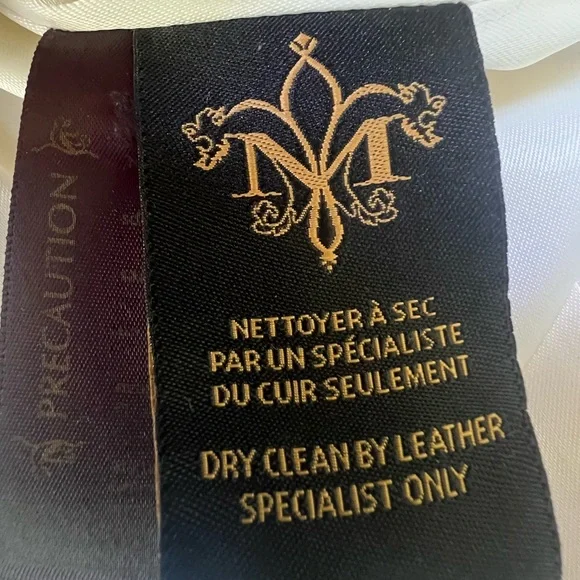 PRECAUTION
M
NETTOYER À SEC
PAR UN SPÉCIALISTE
DU CUIR SEULEMENT
DRY CLEAN BY LEATHER
SPECIALIST ONLY